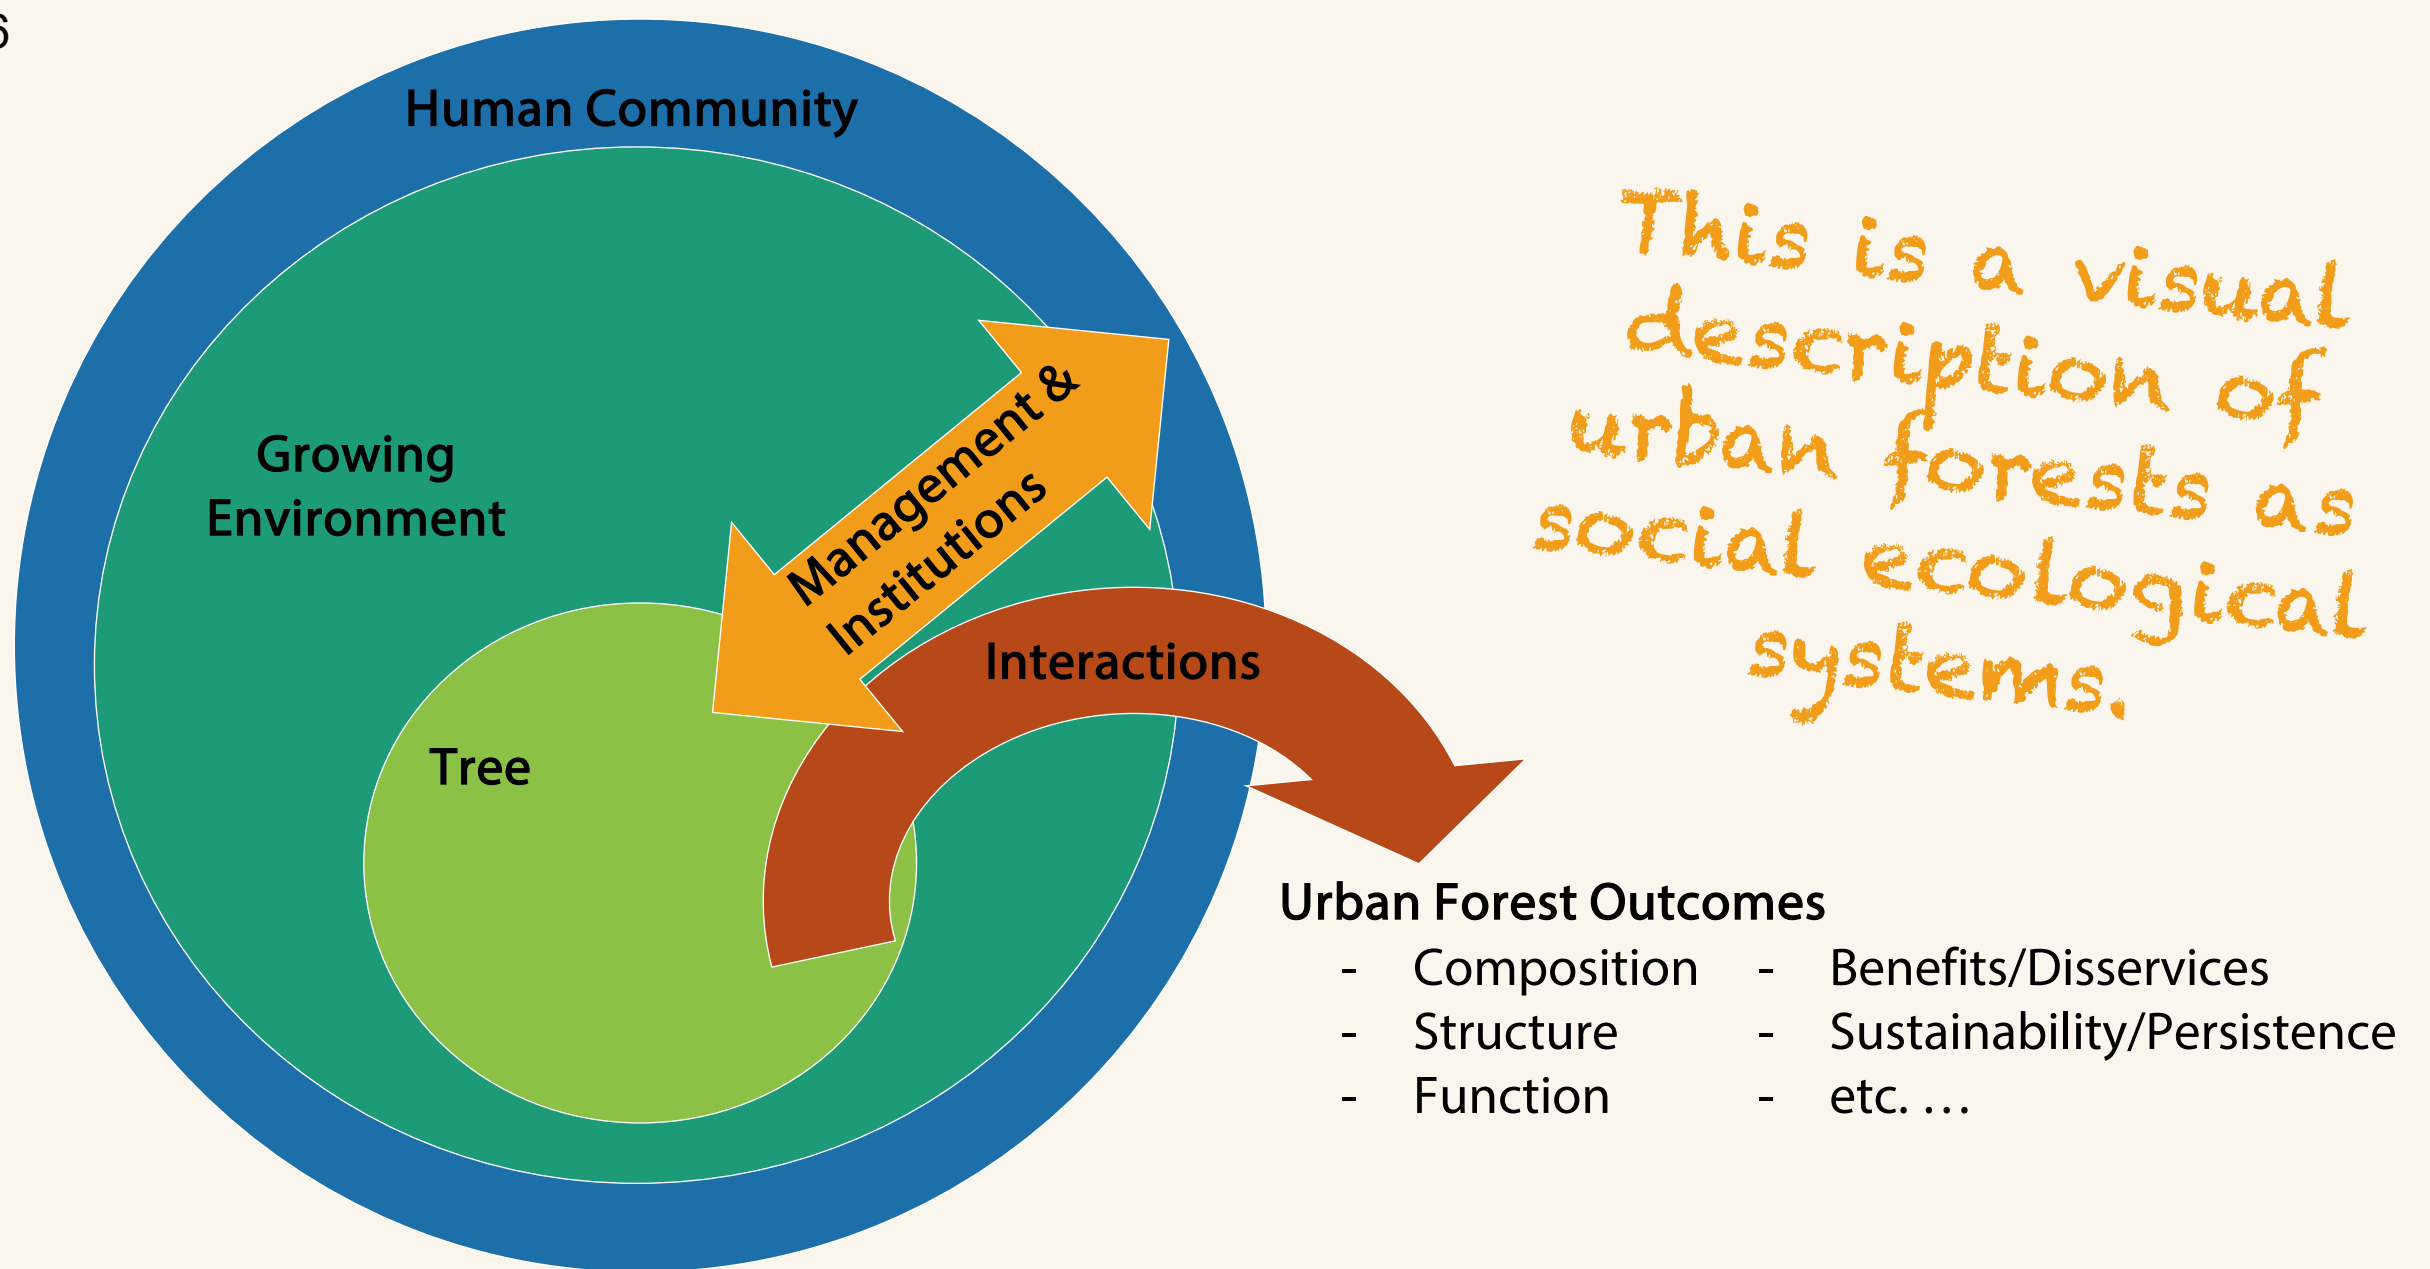 6
Human Community
Growing
Environment
Management &
Institutions
Interactions
Tree
This is a visual
description of
urban forests as
social ecological
systems.
Urban Forest Outcomes
- Composition
- Structure
- Function
- Benefits/Disservices
- Sustainability/Persistence
- etc. …